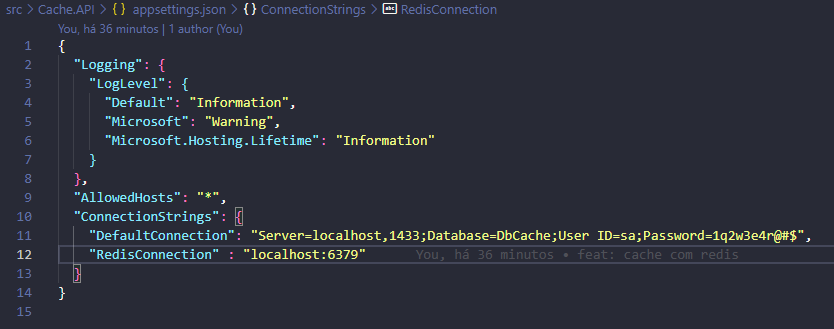 src > Cache.API > {} appsettings.json > {} ConnectionStrings > abc RedisConnection
You, há 36 minutos | 1 author (You)
1 {
2 "Logging": {
3 "LogLevel": {
4 "Default": "Information",
5 "Microsoft": "Warning",
6 "Microsoft.Hosting.Lifetime": "Information"
7 }
8 },
9 "AllowedHosts": "*",
10 "ConnectionStrings": {
11 "DefaultConnection": "Server=localhost,1433;Database=DbCache;User ID=sa;Password=1q2w3e4r@#$",
12 "RedisConnection" : "localhost:6379" You, há 36 minutos • feat: cache com redis
13 }
14 }
15